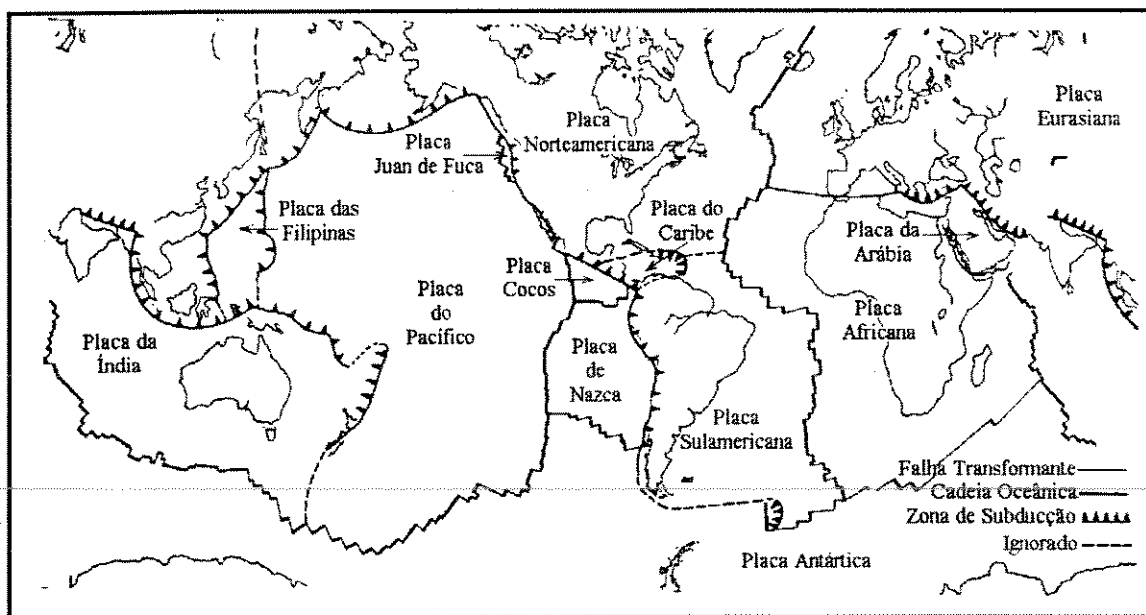 Placa
Juan de Fuca
Placa
Norteamericana
Placa
Eurasiana
Placa das
Filipinas
Placa do
Caribe
Placa da
Arábia
Placa
Cocos
Placa
do
Pacífico
Placa da
Índia
Placa
de
Nazca
Placa
Africana
Placa
Sulamericana
Falha Transformante
Cadeia Oceânica
Zona de Subducção
Ignorado
Placa Antártica